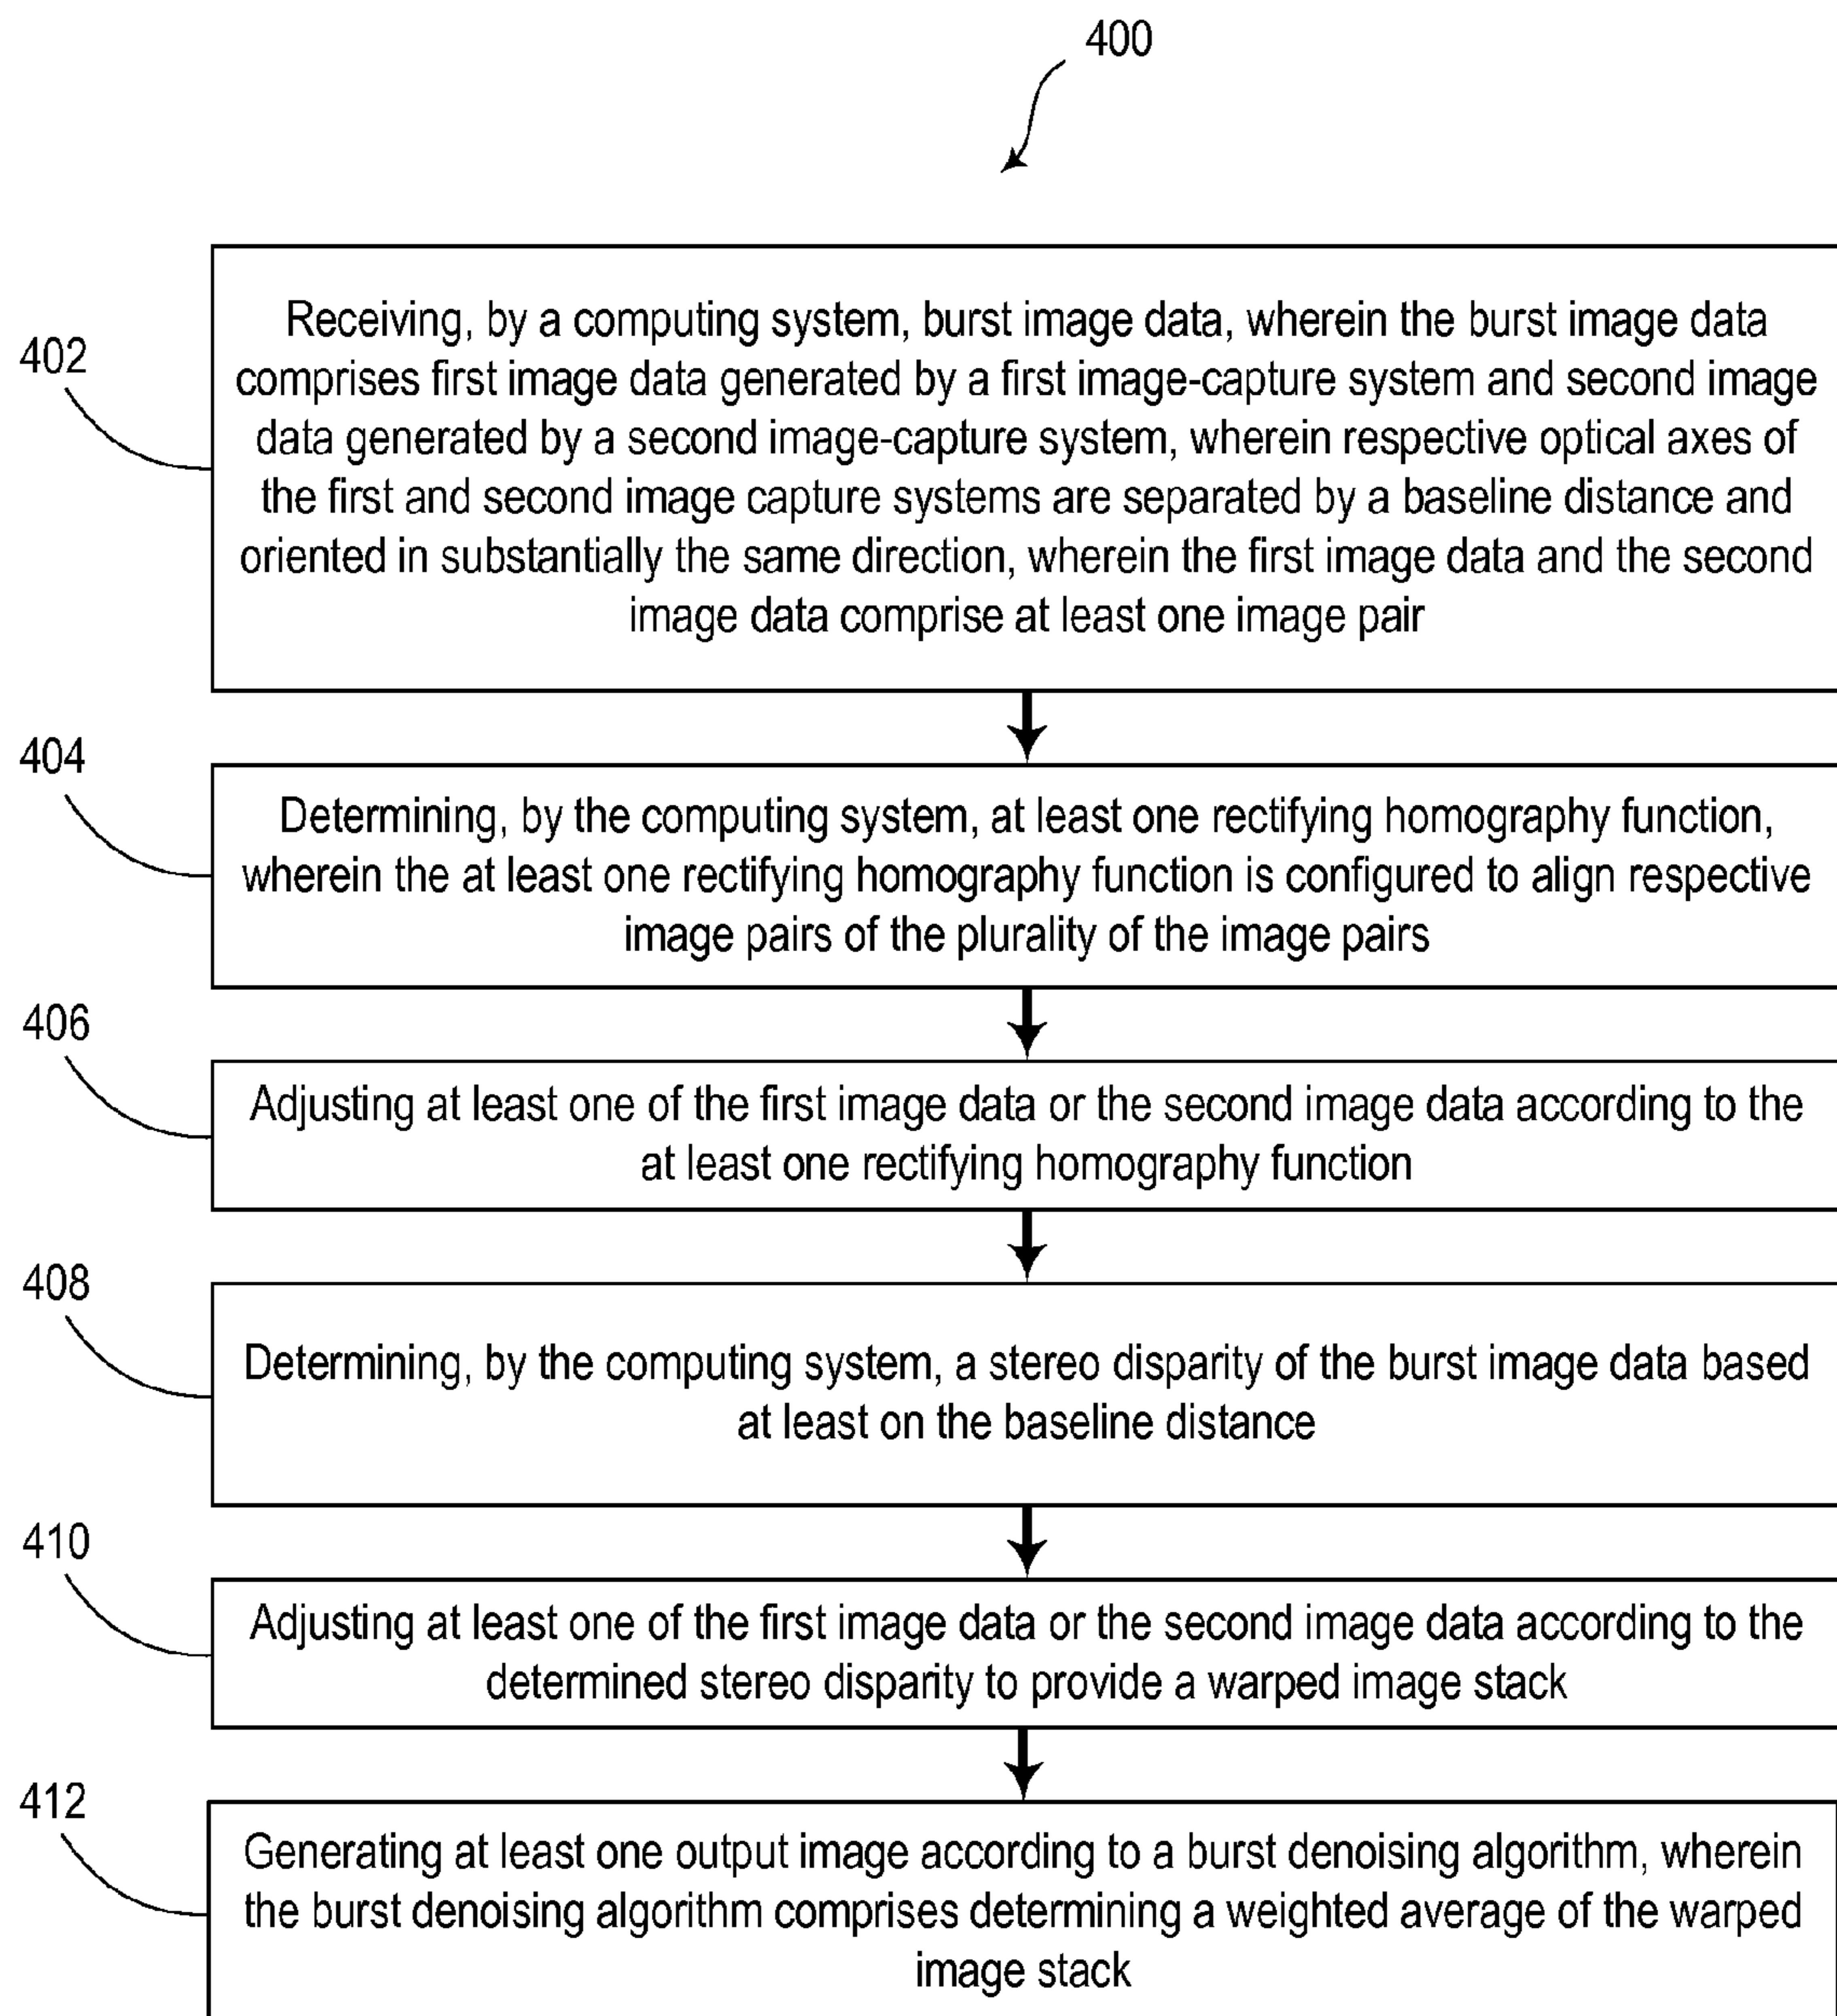 400
402
Receiving, by a computing system, burst image data, wherein the burst image data
comprises first image data generated by a first image-capture system and second image
data generated by a second image-capture system, wherein respective optical axes of
the first and second image capture systems are separated by a baseline distance and
oriented in substantially the same direction, wherein the first image data and the second
image data comprise at least one image pair
404
Determining, by the computing system, at least one rectifying homography function,
wherein the at least one rectifying homography function is configured to align respective
image pairs of the plurality of the image pairs
406
Adjusting at least one of the first image data or the second image data according to the
at least one rectifying homography function
408
Determining, by the computing system, a stereo disparity of the burst image data based
at least on the baseline distance
410
Adjusting at least one of the first image data or the second image data according to the
determined stereo disparity to provide a warped image stack
412
Generating at least one output image according to a burst denoising algorithm, wherein
the burst denoising algorithm comprises determining a weighted average of the warped
image stack